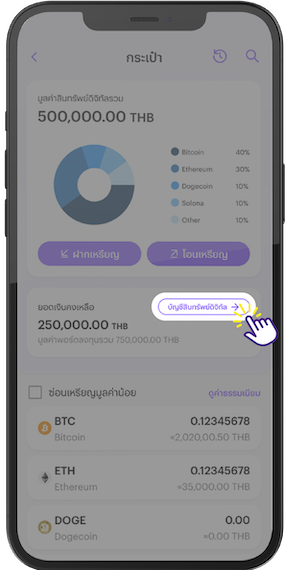 กระเป๋า
มูลค่าสินทรัพย์ดิจิทัลรวม
500,000.00 THB
Bitcoin 40%
Ethereum 30%
Dogecoin 10%
Solana 10%
Other 10%
ฝากเหรียญ
โอนเหรียญ
ยอดเงินคงเหลือ
บัญชีสินทรัพย์ดิจิทัล
250,000.00 THB
มูลค่าพอร์ตลงทุนรวม 750,000.00 THB
ซ่อนเหรียญมูลค่าน้อย
ดูค่าธรรมเนียม
BTC 0.12345678
Bitcoin ≈2,020,00.50 THB
ETH 0.12345678
Ethereum ≈35,000.00 THB
DOGE 0.00
Dogecoin ≈0.00 THB